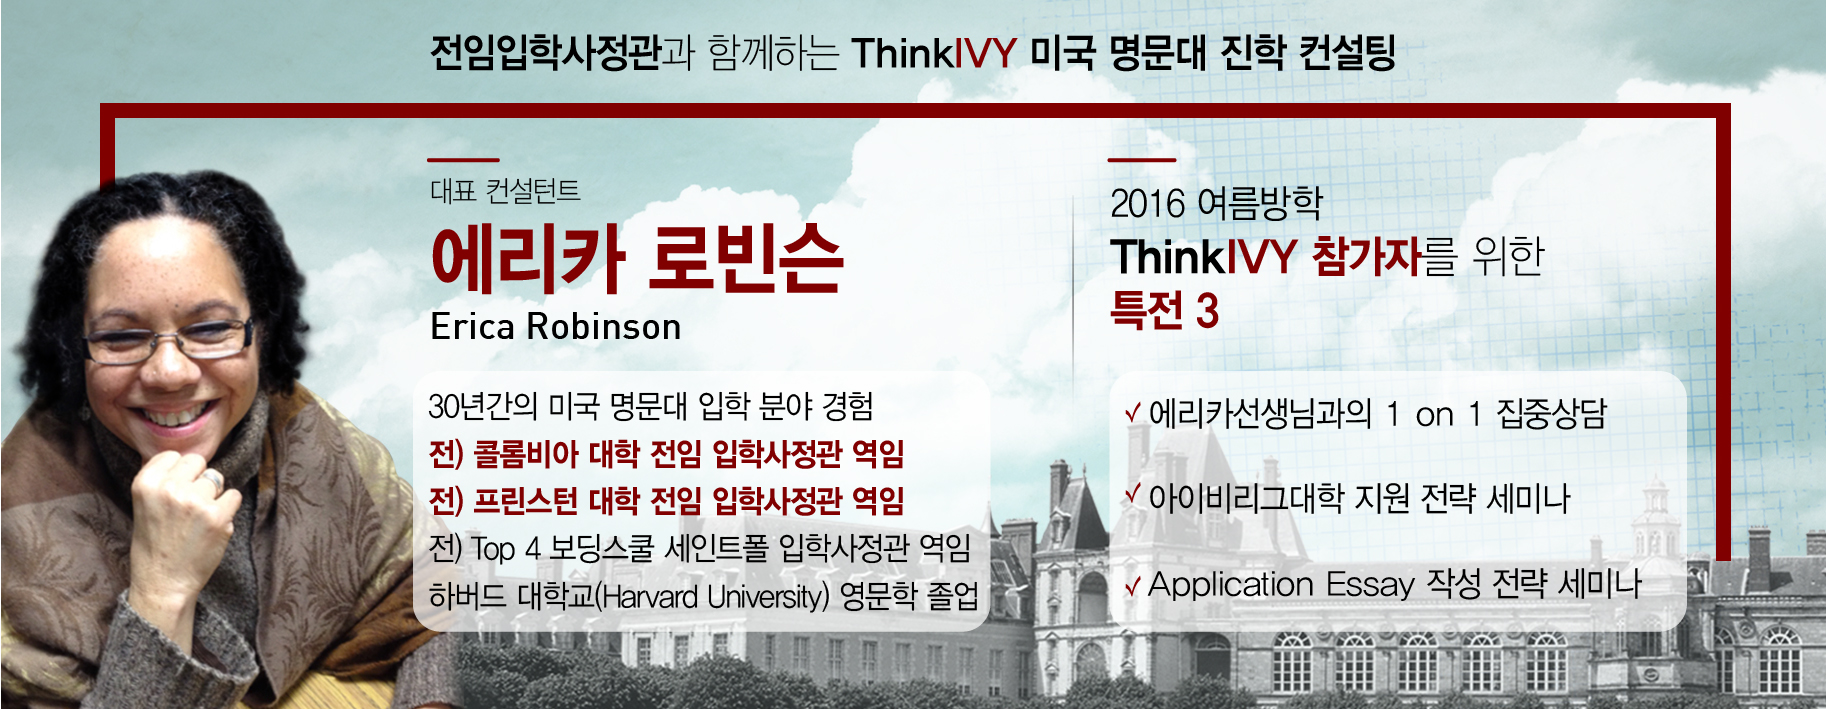 전임입학사정관과 함께하는 ThinkIVY 미국 명문대 진학 컨설팅
대표 컨설턴트
에리카 로빈슨
Erica Robinson
30년간의 미국 명문대 입학 분야 경험
전) 콜롬비아 대학 전임 입학사정관 역임
전) 프린스턴 대학 전임 입학사정관 역임
전) Top 4 보딩스쿨 세인트폴 입학사정관 역임
하버드 대학교(Harvard University) 영문학 졸업
2016 여름방학
ThinkIVY 참가자를 위한
특전 3
✓ 에리카선생님과의 1 on 1 집중상담
✓ 아이비리그대학 지원 전략 세미나
✓ Application Essay 작성 전략 세미나